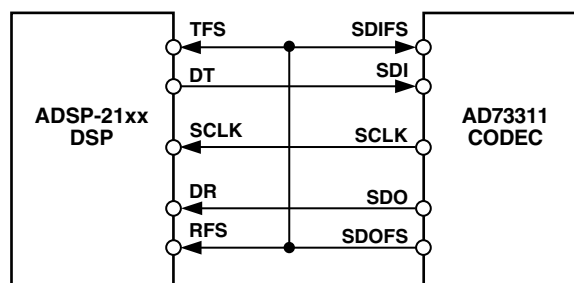 TFS SDIFS
DT SDI
ADSP-21xx AD73311
DSP CODEC
SCLK SCLK
DR SDO
RFS SDOFS